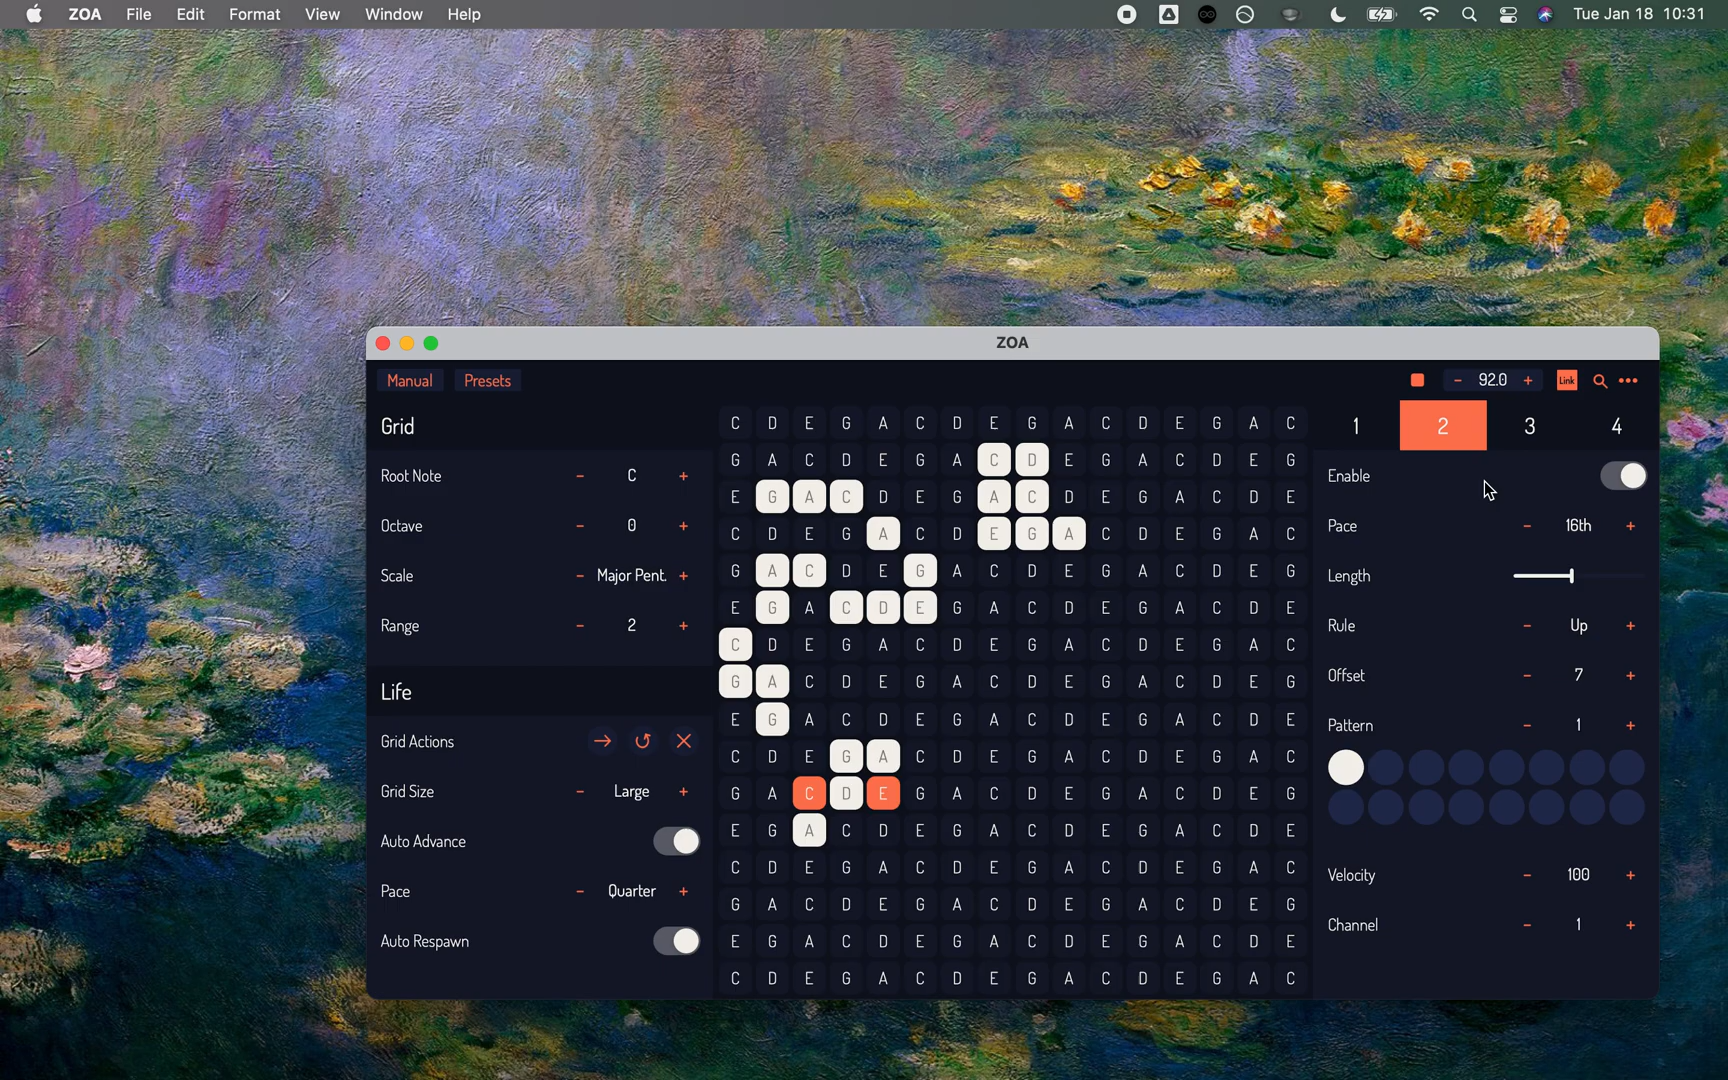 ZOA File Edit Format View Window Help Tue Jan 18 10:31
ZOA
Manual Presets - 92.0 + Link
Grid
Root Note - C +
Octave - 0 +
Scale - Major Pent. +
Range - 2 +
Life
Grid Actions
Grid Size - Large +
Auto Advance
Pace - Quarter +
Auto Respawn
C D E G A C D E G A C D E G A C
G A C D E G A C D E G A C D E G
E G A C D E G A C D E G A C D E
C D E G A C D E G A C D E G A C
G A C D E G A C D E G A C D E G
E G A C D E G A C D E G A C D E
C D E G A C D E G A C D E G A C
G A C D E G A C D E G A C D E G
E G A C D E G A C D E G A C D E
C D E G A C D E G A C D E G A C
G A C D E G A C D E G A C D E G
E G A C D E G A C D E G A C D E
C D E G A C D E G A C D E G A C
G A C D E G A C D E G A C D E G
E G A C D E G A C D E G A C D E
C D E G A C D E G A C D E G A C
1 2 3 4
Enable
Pace - 16th +
Length
Rule - Up +
Offset - 7 +
Pattern - 1 +
Velocity - 100 +
Channel - 1 +